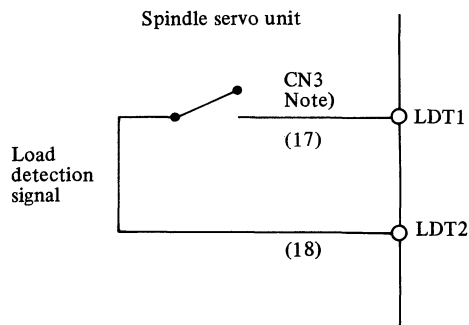 Spindle servo unit
CN3
Note)
LDT1
(17)
Load
detection
signal
LDT2
(18)